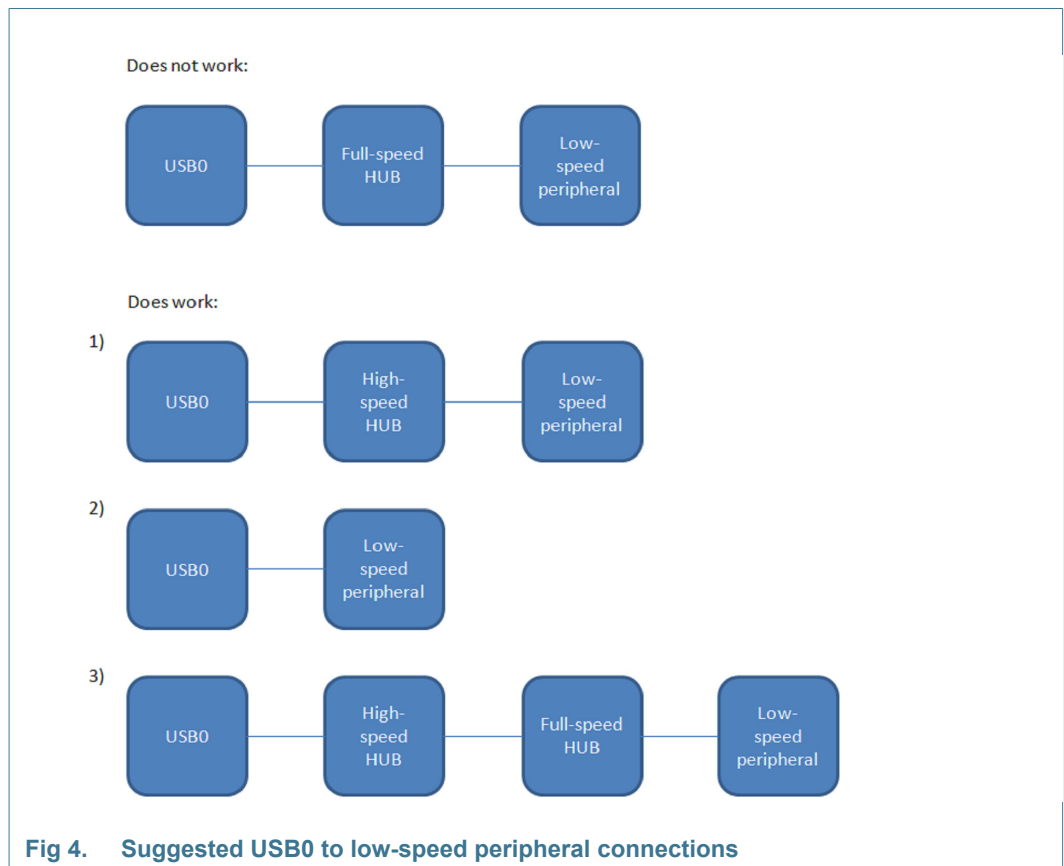 Does not work:
USB0
Full-speed
HUB
Low-
speed
peripheral
Does work:
1)
USB0
High-
speed
HUB
Low-
speed
peripheral
2)
USB0
Low-
speed
peripheral
3)
USB0
High-
speed
HUB
Full-speed
HUB
Low-
speed
peripheral
Fig 4. Suggested USB0 to low-speed peripheral connections